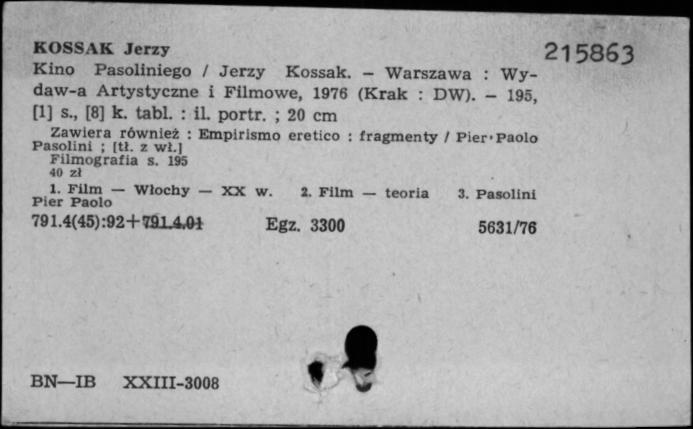 KOSSAK Jerzy
215863
Kino Pasoliniego / Jerzy Kossak. — Warszawa : Wy-
daw-a Artystyczne i Filmowe, 1976 (Krak : DW). — 195,
[1] s., [8] k. tabl. : il. portr. ; 20 cm
Zawiera również : Empirismo eretico : fragmenty / Pier Paolo
Pasolini ; [tł. z wł.]
Filmografia s. 195
40 zł
1. Film — Włochy — XX w. 2. Film — teoria 3. Pasolini
Pier Paolo
791.4(45):92+791.4.01 Egz. 3300 5631/76
BN—IB XXIII-3008